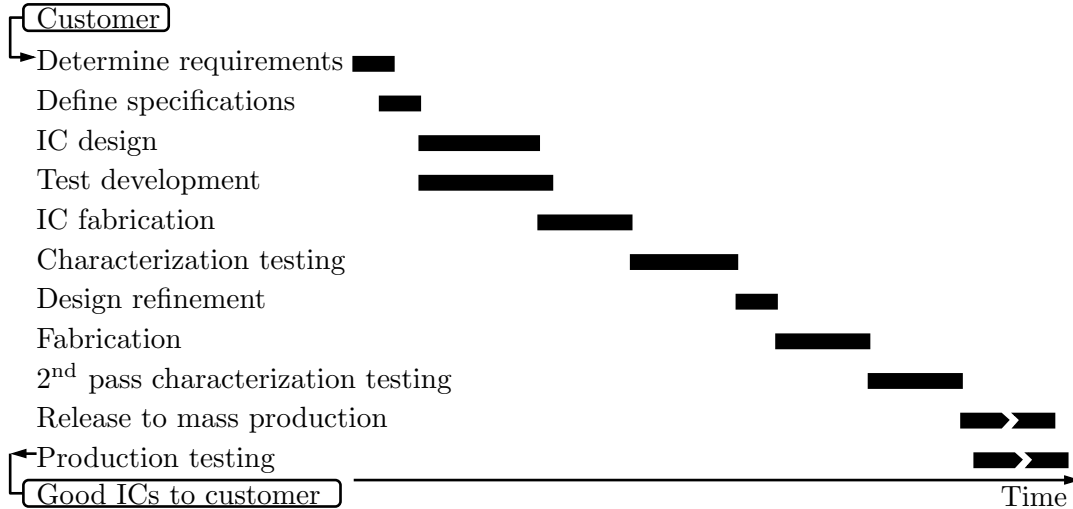 Customer
Determine requirements
Define specifications
IC design
Test development
IC fabrication
Characterization testing
Design refinement
Fabrication
2nd pass characterization testing
Release to mass production
Production testing
Good ICs to customer
Time